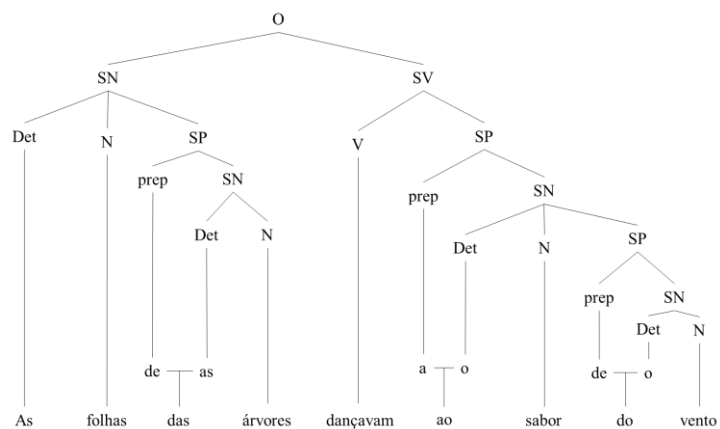 O
SN SV
Det N SP V SP
prep SN prep SN
Det N Det N SP
prep SN
Det N
de as a o de o
As folhas das árvores dançavam ao sabor do vento